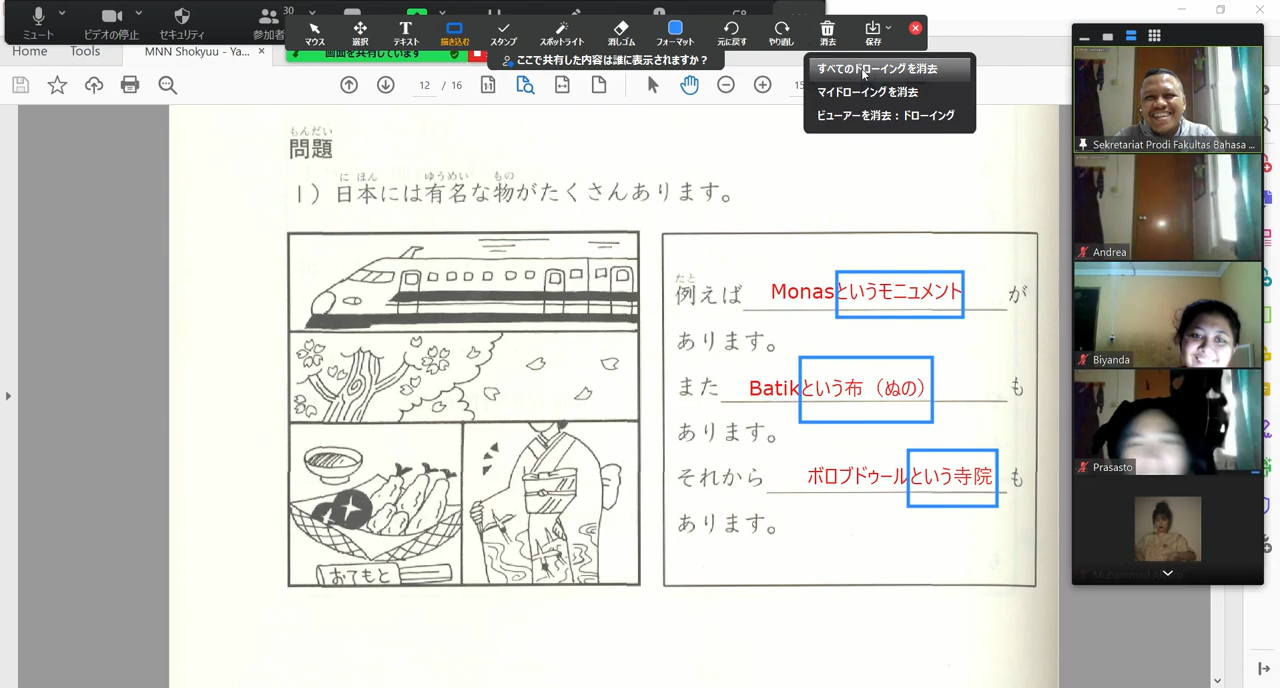 30
ミュート
ビデオの停止
セキュリティ
参加者
マウス
選択
テキスト
描き込む
スタンプ
スポットライト
消しゴム
フォーマット
元に戻す
やり直し
消去
保存
Home
Tools
MNN Shokyuu - Ya...
画面を共有しています
ここで共有した内容は誰に表示されますか？
すべてのドローイングを消去
マイドローイングを消去
ビューアーを消去：ドローイング
12 / 16
もんだい
問題
に ほん ゆうめい もの
1）日本には有名な物がたくさんあります。
おてもと
たと
例えば Monasというモニュメント が
あります。
また Batikという布（ぬの） も
あります。
それから ボロブドゥールという寺院 も
あります。
Sekretariat Prodi Fakultas Bahasa ...
Andrea
Biyanda
Prasasto